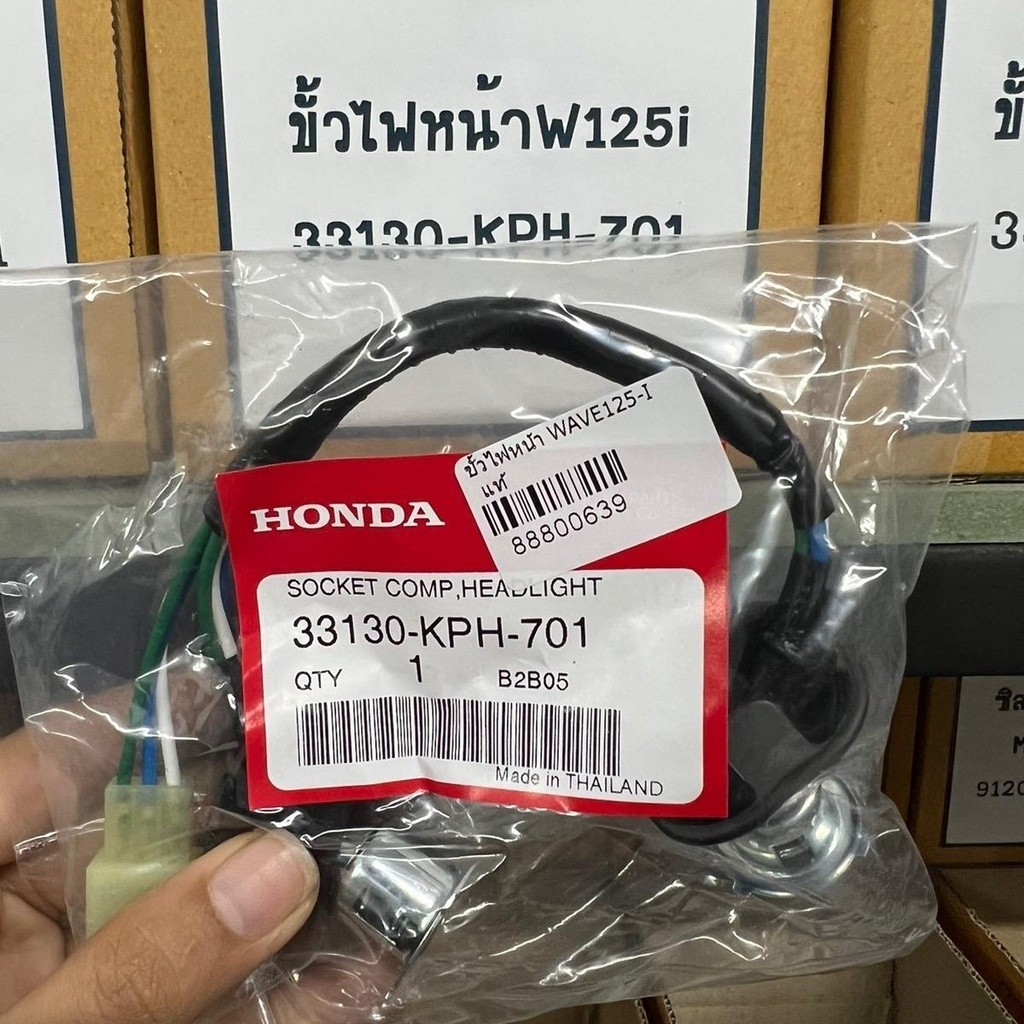 ขั้วไฟหน้าW125i
33130-KPH-701
ขั้วไฟหน้า WAVE125-I
แท้
88800639
HONDA
SOCKET COMP,HEADLIGHT
33130-KPH-701
QTY 1 B2B05
Made in THAILAND
9120